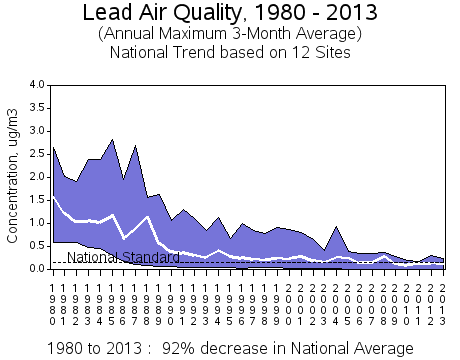 Lead Air Quality, 1980 - 2013
(Annual Maximum 3-Month Average)
National Trend based on 12 Sites
Concentration, ug/m3
4.0
3.5
3.0
2.5
2.0
1.5
1.0
0.5
0.0
National Standard
1980 1981 1982 1983 1984 1985 1986 1987 1988 1989 1990 1991 1992 1993 1994 1995 1996 1997 1998 1999 2000 2001 2002 2003 2004 2005 2006 2007 2008 2009 2010 2011 2012 2013
1980 to 2013 : 92% decrease in National Average